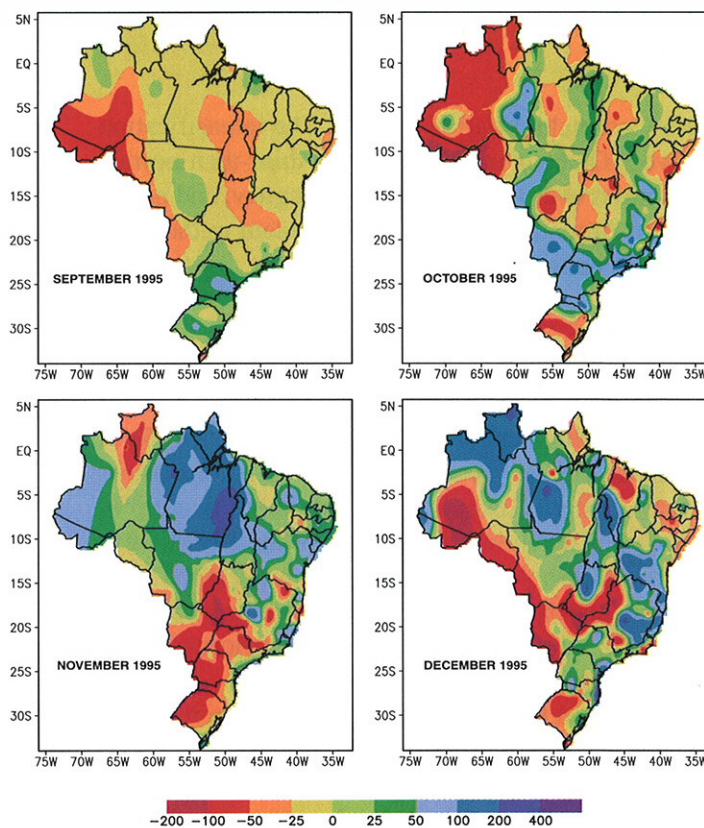 5N
EQ
5S
10S
15S
20S
25S
30S
SEPTEMBER 1995
75W 70W 65W 60W 55W 50W 45W 40W 35W
5N
EQ
5S
10S
15S
20S
25S
30S
OCTOBER 1995
75W 70W 65W 60W 55W 50W 45W 40W 35W
5N
EQ
5S
10S
15S
20S
25S
30S
NOVEMBER 1995
75W 70W 65W 60W 55W 50W 45W 40W 35W
5N
EQ
5S
10S
15S
20S
25S
30S
DECEMBER 1995
75W 70W 65W 60W 55W 50W 45W 40W 35W
−200 −100 −50 −25 0 25 50 100 200 400